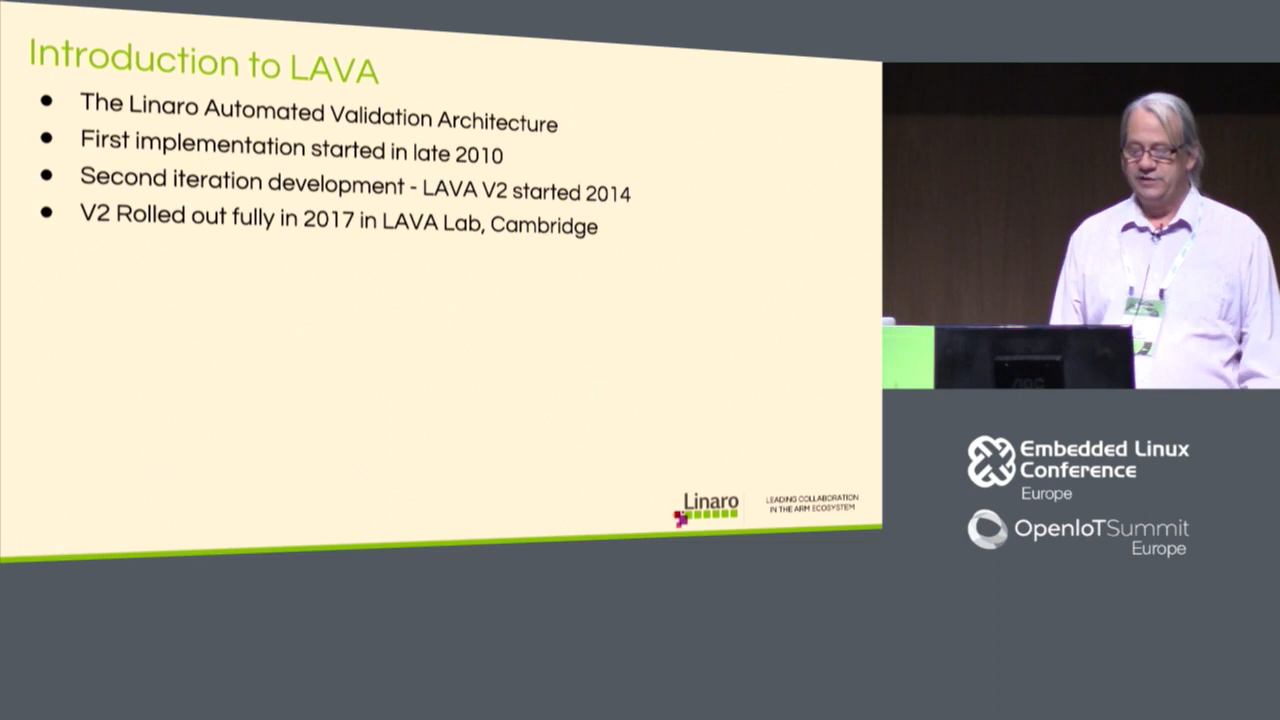 Introduction to LAVA
The Linaro Automated Validation Architecture
First implementation started in late 2010
Second iteration development - LAVA V2 started 2014
V2 Rolled out fully in 2017 in LAVA Lab, Cambridge
Linaro
LEADING COLLABORATION
IN THE ARM ECOSYSTEM
AOC
Embedded Linux
Conference
Europe
OpenIoTSummit
Europe